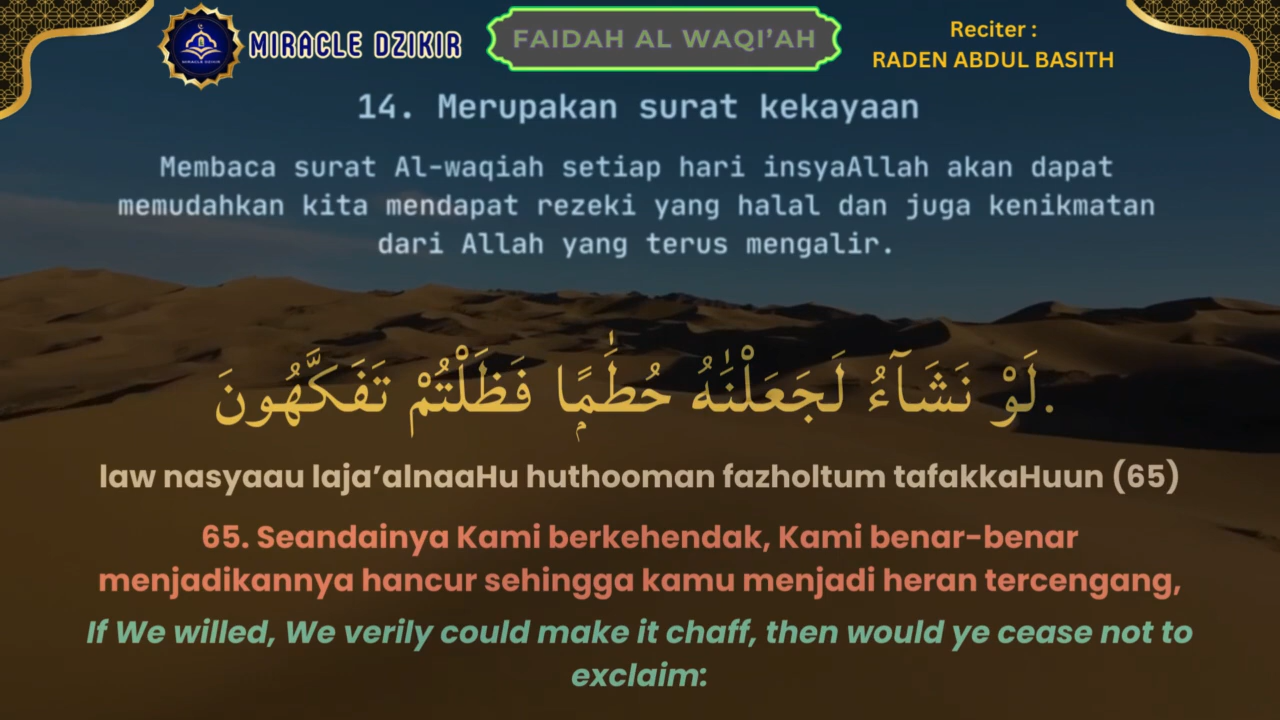 MIRACLE DZIKIR
FAIDAH AL WAQI’AH
Reciter :
RADEN ABDUL BASITH
14. Merupakan surat kekayaan
Membaca surat Al-waqiah setiap hari insyaAllah akan dapat
memudahkan kita mendapat rezeki yang halal dan juga kenikmatan
dari Allah yang terus mengalir.
لَوْ نَشَآءُ لَجَعَلْنَٰهُ حُطَٰمًۭا فَظَلْتُمْ تَفَكَّهُونَ.
law nasyaau laja’alnaaHu huthooman fazholtum tafakkaHuun (65)
65. Seandainya Kami berkehendak, Kami benar-benar
menjadikannya hancur sehingga kamu menjadi heran tercengang,
If We willed, We verily could make it chaff, then would ye cease not to
exclaim: